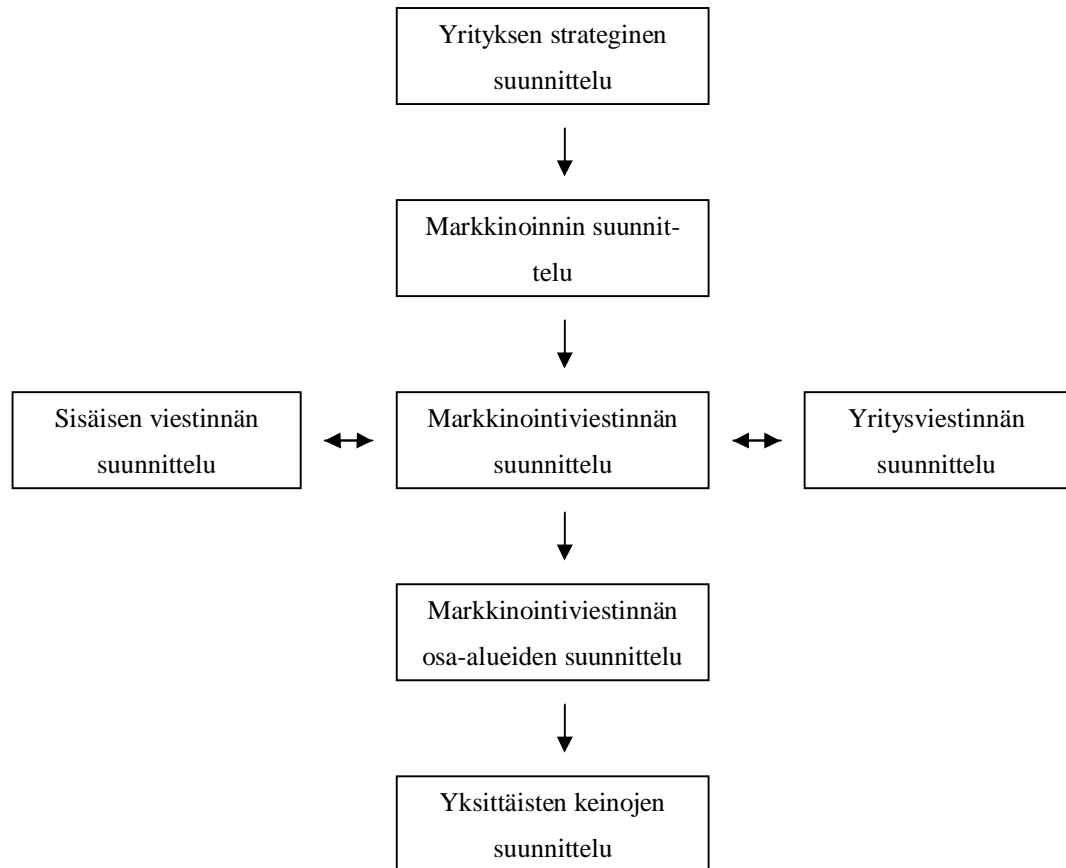 Yrityksen strateginen
suunnittelu
Markkinoinnin suunnit-
telu
Sisäisen viestinnän
suunnittelu
Markkinointiviestinnän
suunnittelu
Yritysviestinnän
suunnittelu
Markkinointiviestinnän
osa-alueiden suunnittelu
Yksittäisten keinojen
suunnittelu